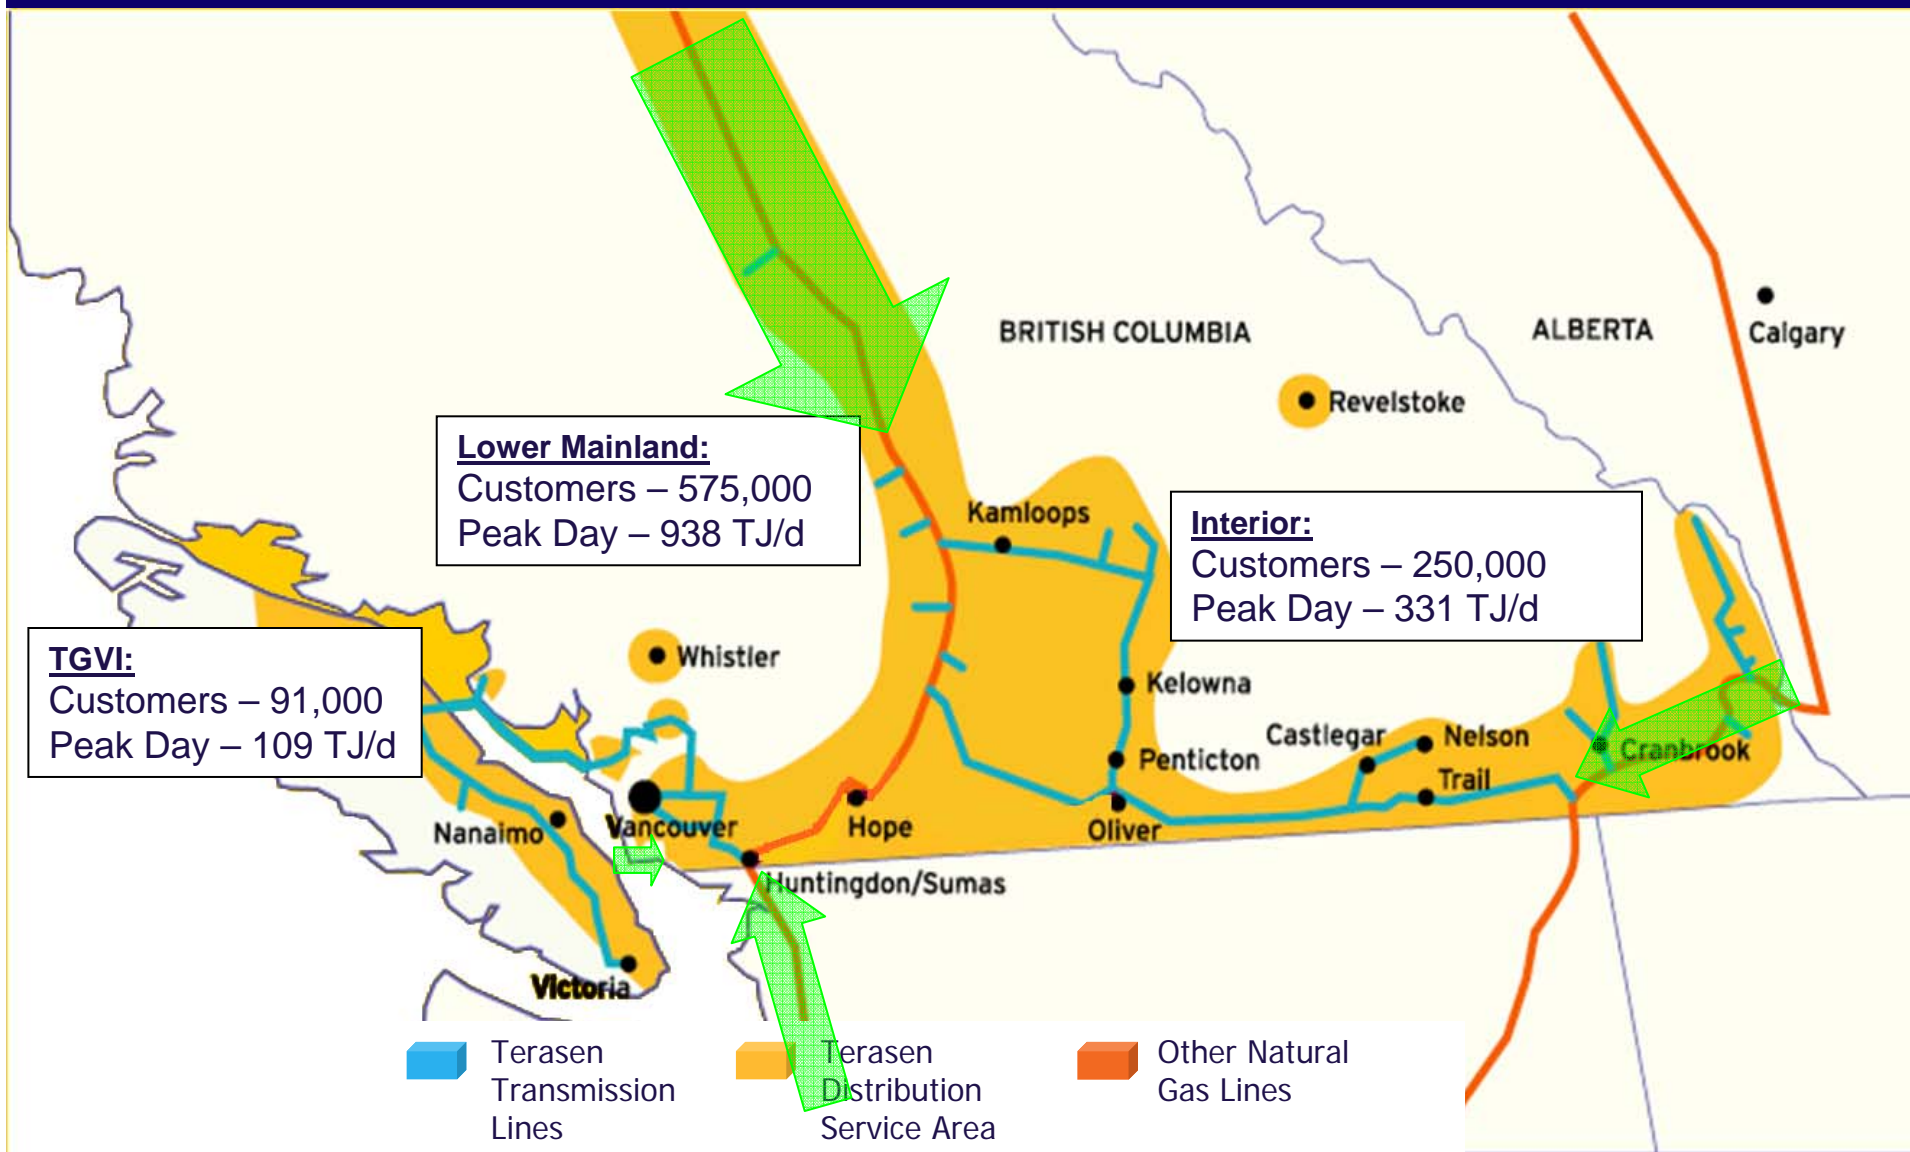 BRITISH COLUMBIA
ALBERTA
Calgary
Revelstoke
Lower Mainland:
Customers – 575,000
Peak Day – 938 TJ/d
Kamloops
Interior:
Customers – 250,000
Peak Day – 331 TJ/d
TGVI:
Customers – 91,000
Peak Day – 109 TJ/d
Whistler
Kelowna
Castlegar
Nelson
Cranbrook
Penticton
Trail
Nanaimo
Vancouver
Hope
Oliver
Huntingdon/Sumas
Victoria
Terasen
Transmission
Lines
Terasen
Distribution
Service Area
Other Natural
Gas Lines